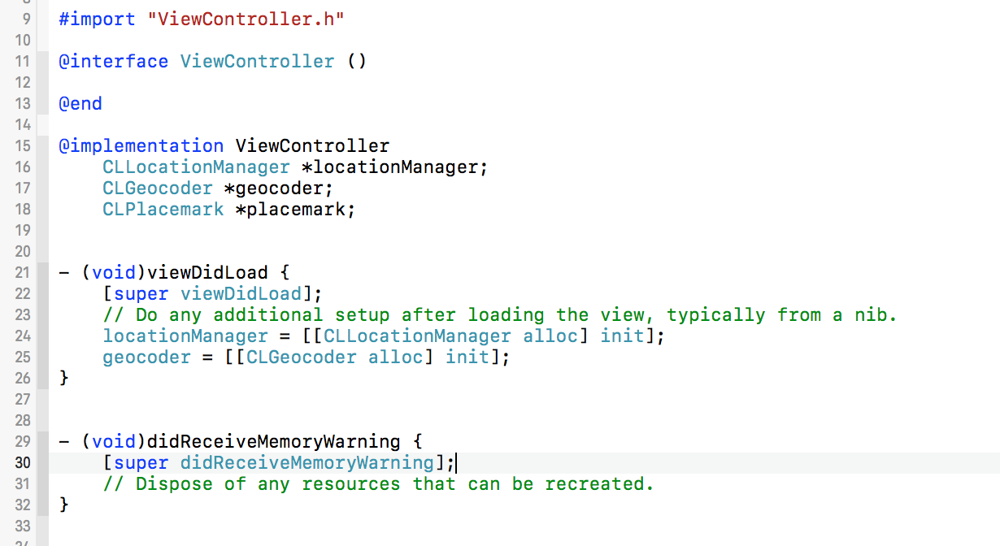 9 #import "ViewController.h"
10
11 @interface ViewController ()
12
13 @end
14
15 @implementation ViewController
16     CLLocationManager *locationManager;
17     CLGeocoder *geocoder;
18     CLPlacemark *placemark;
19
20
21 - (void)viewDidLoad {
22     [super viewDidLoad];
23     // Do any additional setup after loading the view, typically from a nib.
24     locationManager = [[CLLocationManager alloc] init];
25     geocoder = [[CLGeocoder alloc] init];
26 }
27
28
29 - (void)didReceiveMemoryWarning {
30     [super didReceiveMemoryWarning];
31     // Dispose of any resources that can be recreated.
32 }
33